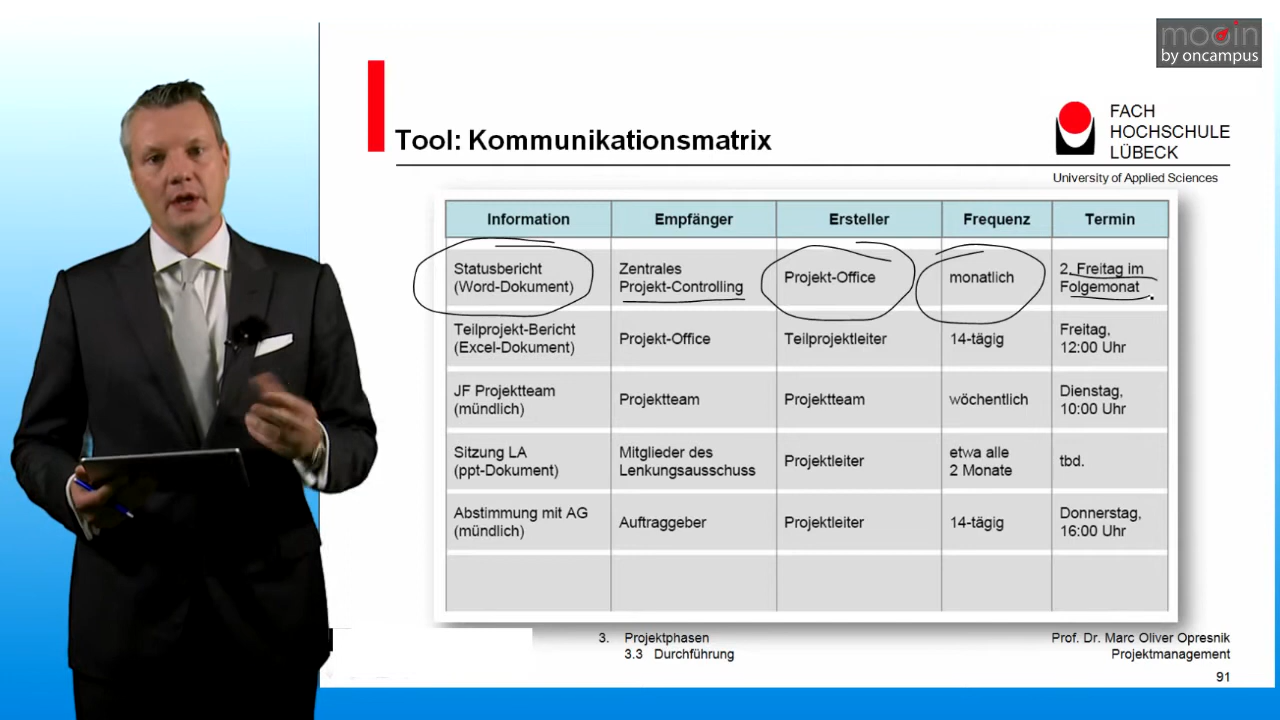 mooin
by oncampus
FACH
HOCHSCHULE
LÜBECK
University of Applied Sciences
Tool: Kommunikationsmatrix
Information Empfänger Ersteller Frequenz Termin
Statusbericht
(Word-Dokument)
Zentrales
Projekt-Controlling
Projekt-Office
monatlich
2. Freitag im
Folgemonat
Teilprojekt-Bericht
(Excel-Dokument)
Projekt-Office
Teilprojektleiter
14-tägig
Freitag,
12:00 Uhr
JF Projektteam
(mündlich)
Projektteam
Projektteam
wöchentlich
Dienstag,
10:00 Uhr
Sitzung LA
(ppt-Dokument)
Mitglieder des
Lenkungsausschuss
Projektleiter
etwa alle
2 Monate
tbd.
Abstimmung mit AG
(mündlich)
Auftraggeber
Projektleiter
14-tägig
Donnerstag,
16:00 Uhr
3. Projektphasen
3.3 Durchführung
Prof. Dr. Marc Oliver Opresnik
Projektmanagement
91